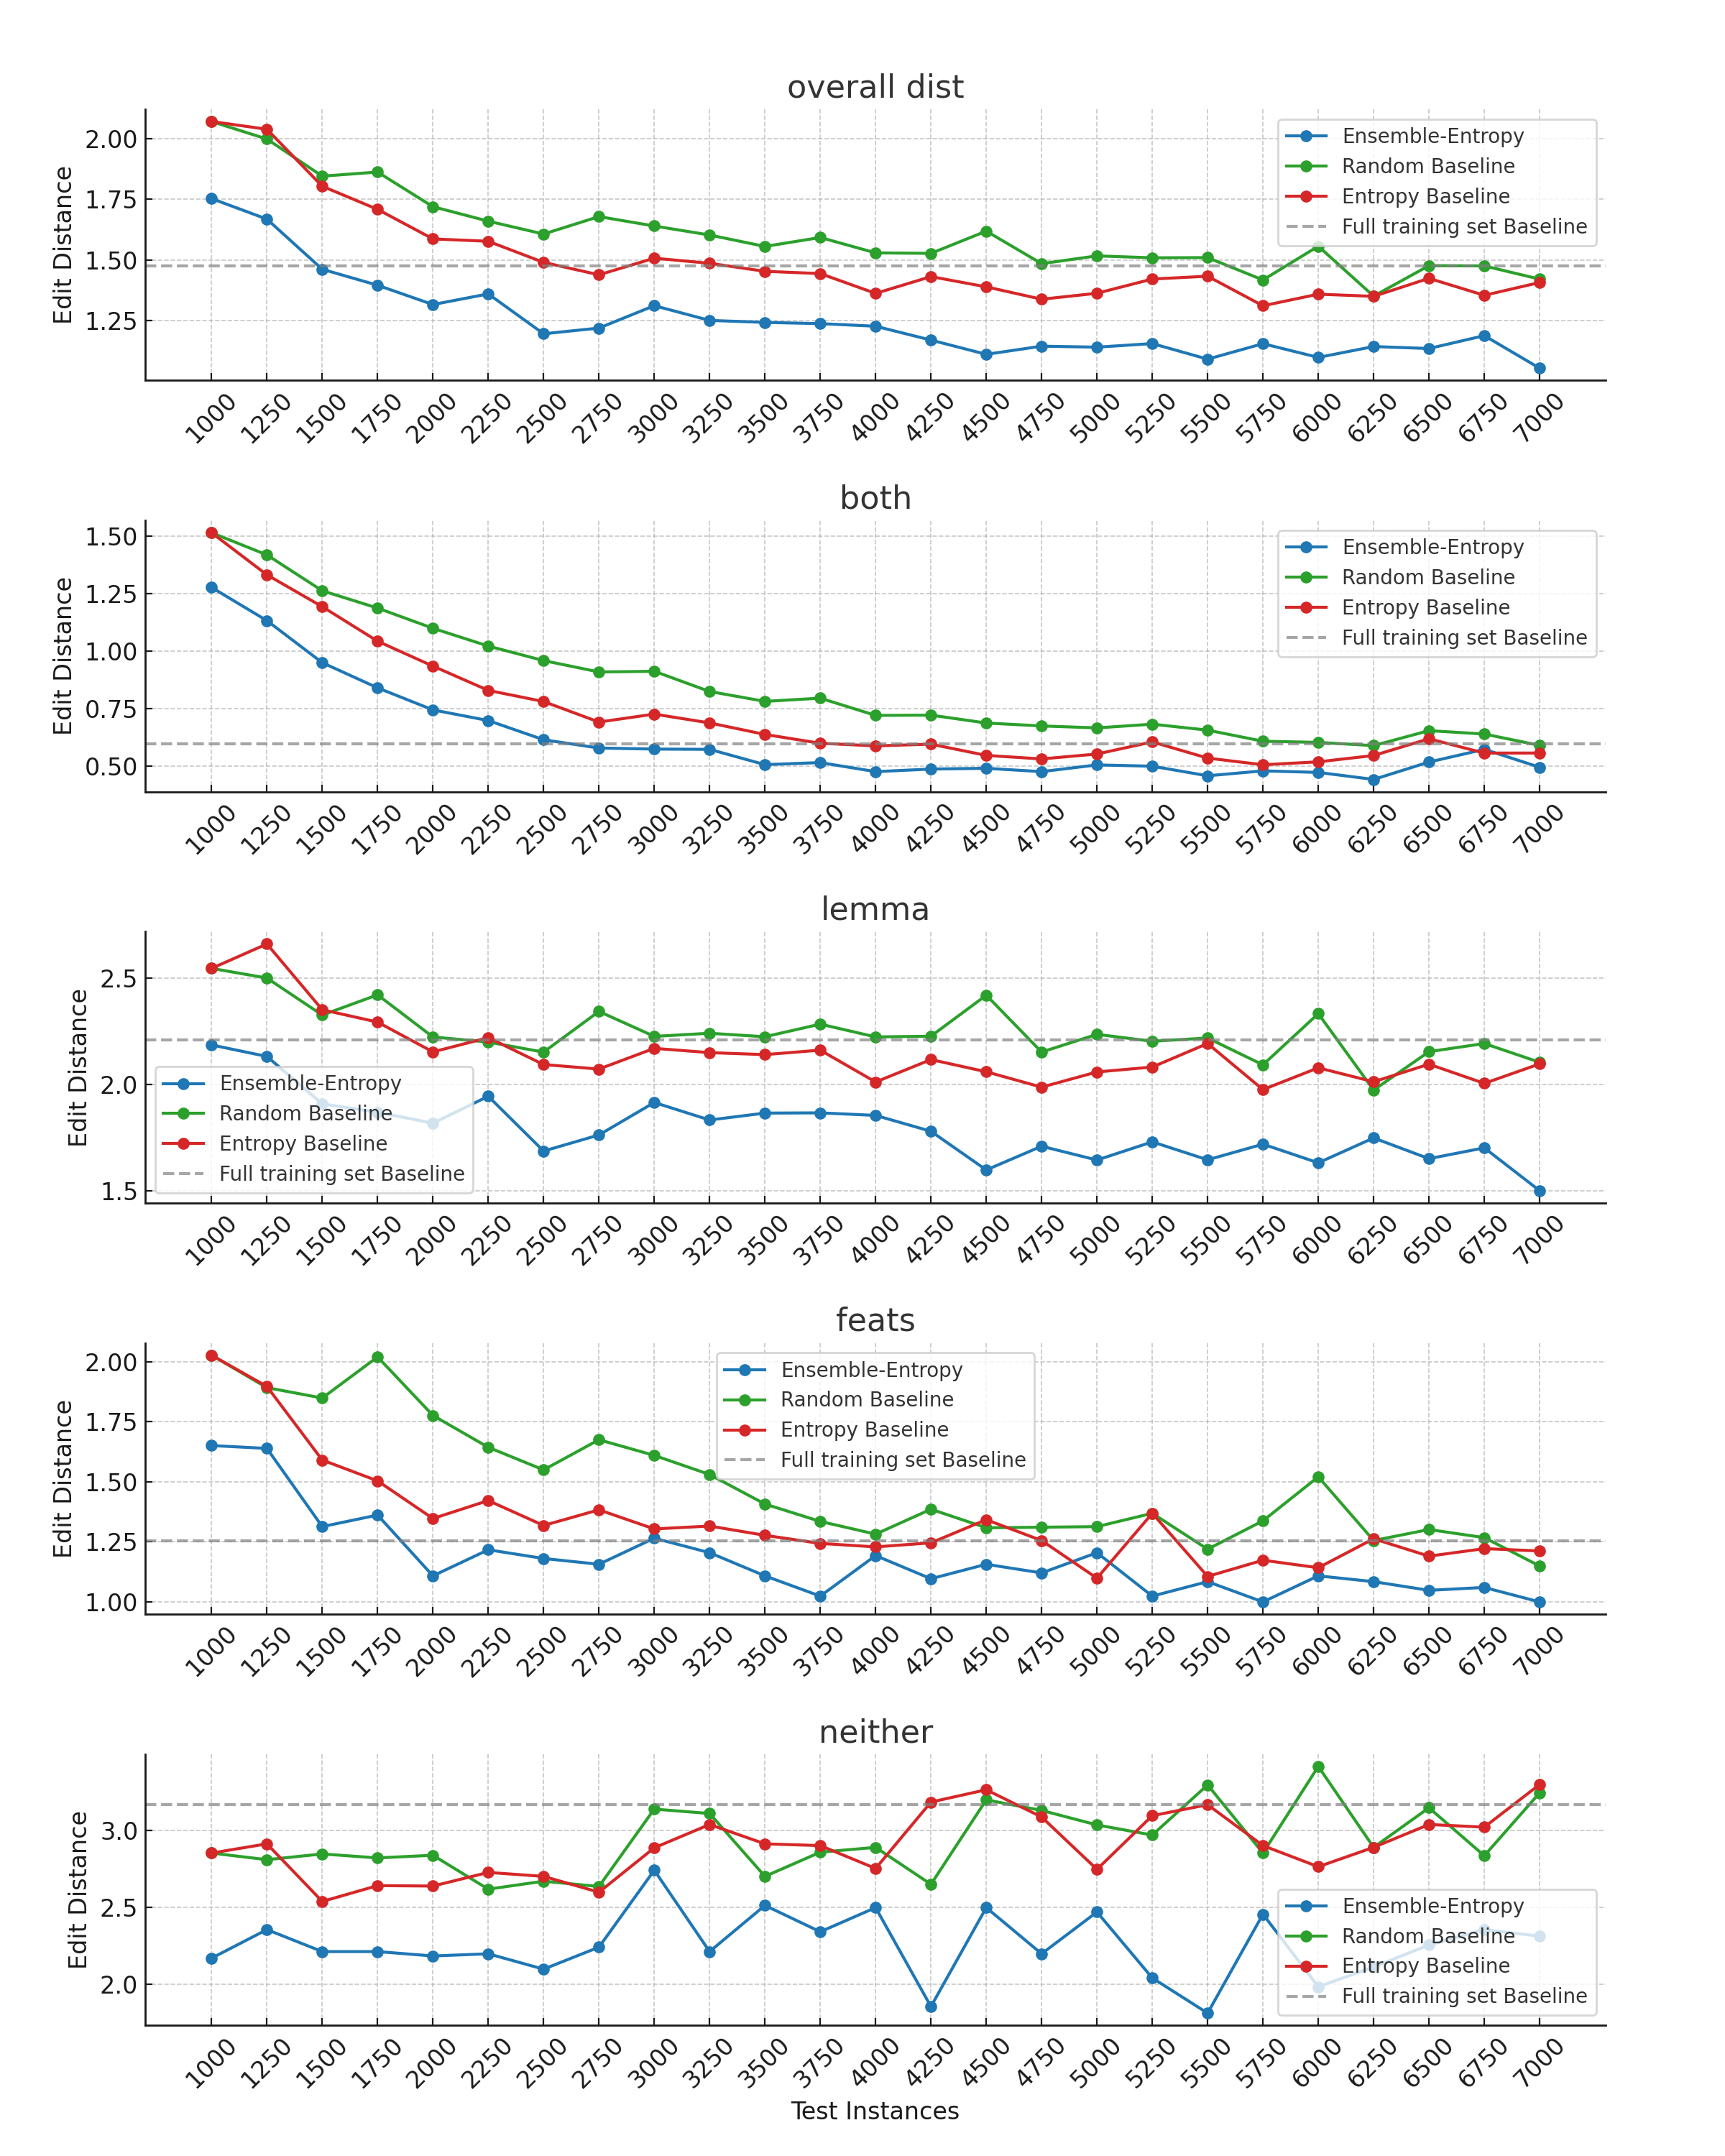 overall dist
Edit Distance
2.00
1.75
1.50
1.25
Ensemble-Entropy
Random Baseline
Entropy Baseline
Full training set Baseline
1000 1250 1500 1750 2000 2250 2500 2750 3000 3250 3500 3750 4000 4250 4500 4750 5000 5250 5500 5750 6000 6250 6500 6750 7000
both
Edit Distance
1.50
1.25
1.00
0.75
0.50
Ensemble-Entropy
Random Baseline
Entropy Baseline
Full training set Baseline
1000 1250 1500 1750 2000 2250 2500 2750 3000 3250 3500 3750 4000 4250 4500 4750 5000 5250 5500 5750 6000 6250 6500 6750 7000
lemma
Edit Distance
2.5
2.0
1.5
Ensemble-Entropy
Random Baseline
Entropy Baseline
Full training set Baseline
1000 1250 1500 1750 2000 2250 2500 2750 3000 3250 3500 3750 4000 4250 4500 4750 5000 5250 5500 5750 6000 6250 6500 6750 7000
feats
Edit Distance
2.00
1.75
1.50
1.25
1.00
Ensemble-Entropy
Random Baseline
Entropy Baseline
Full training set Baseline
1000 1250 1500 1750 2000 2250 2500 2750 3000 3250 3500 3750 4000 4250 4500 4750 5000 5250 5500 5750 6000 6250 6500 6750 7000
neither
Edit Distance
3.0
2.5
2.0
Ensemble-Entropy
Random Baseline
Entropy Baseline
Full training set Baseline
1000 1250 1500 1750 2000 2250 2500 2750 3000 3250 3500 3750 4000 4250 4500 4750 5000 5250 5500 5750 6000 6250 6500 6750 7000
Test Instances